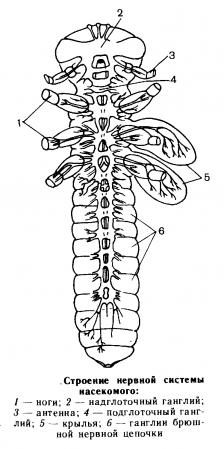 2
3
4
1
5
6
.Строение нервной системы
насекомого:
1 — ноги; 2 — надглоточный ганглий;
3 — антенна; 4 — подглоточный ганг-
лий; 5 — крылья; 6 — ганглии брюш-
ной нервной цепочки